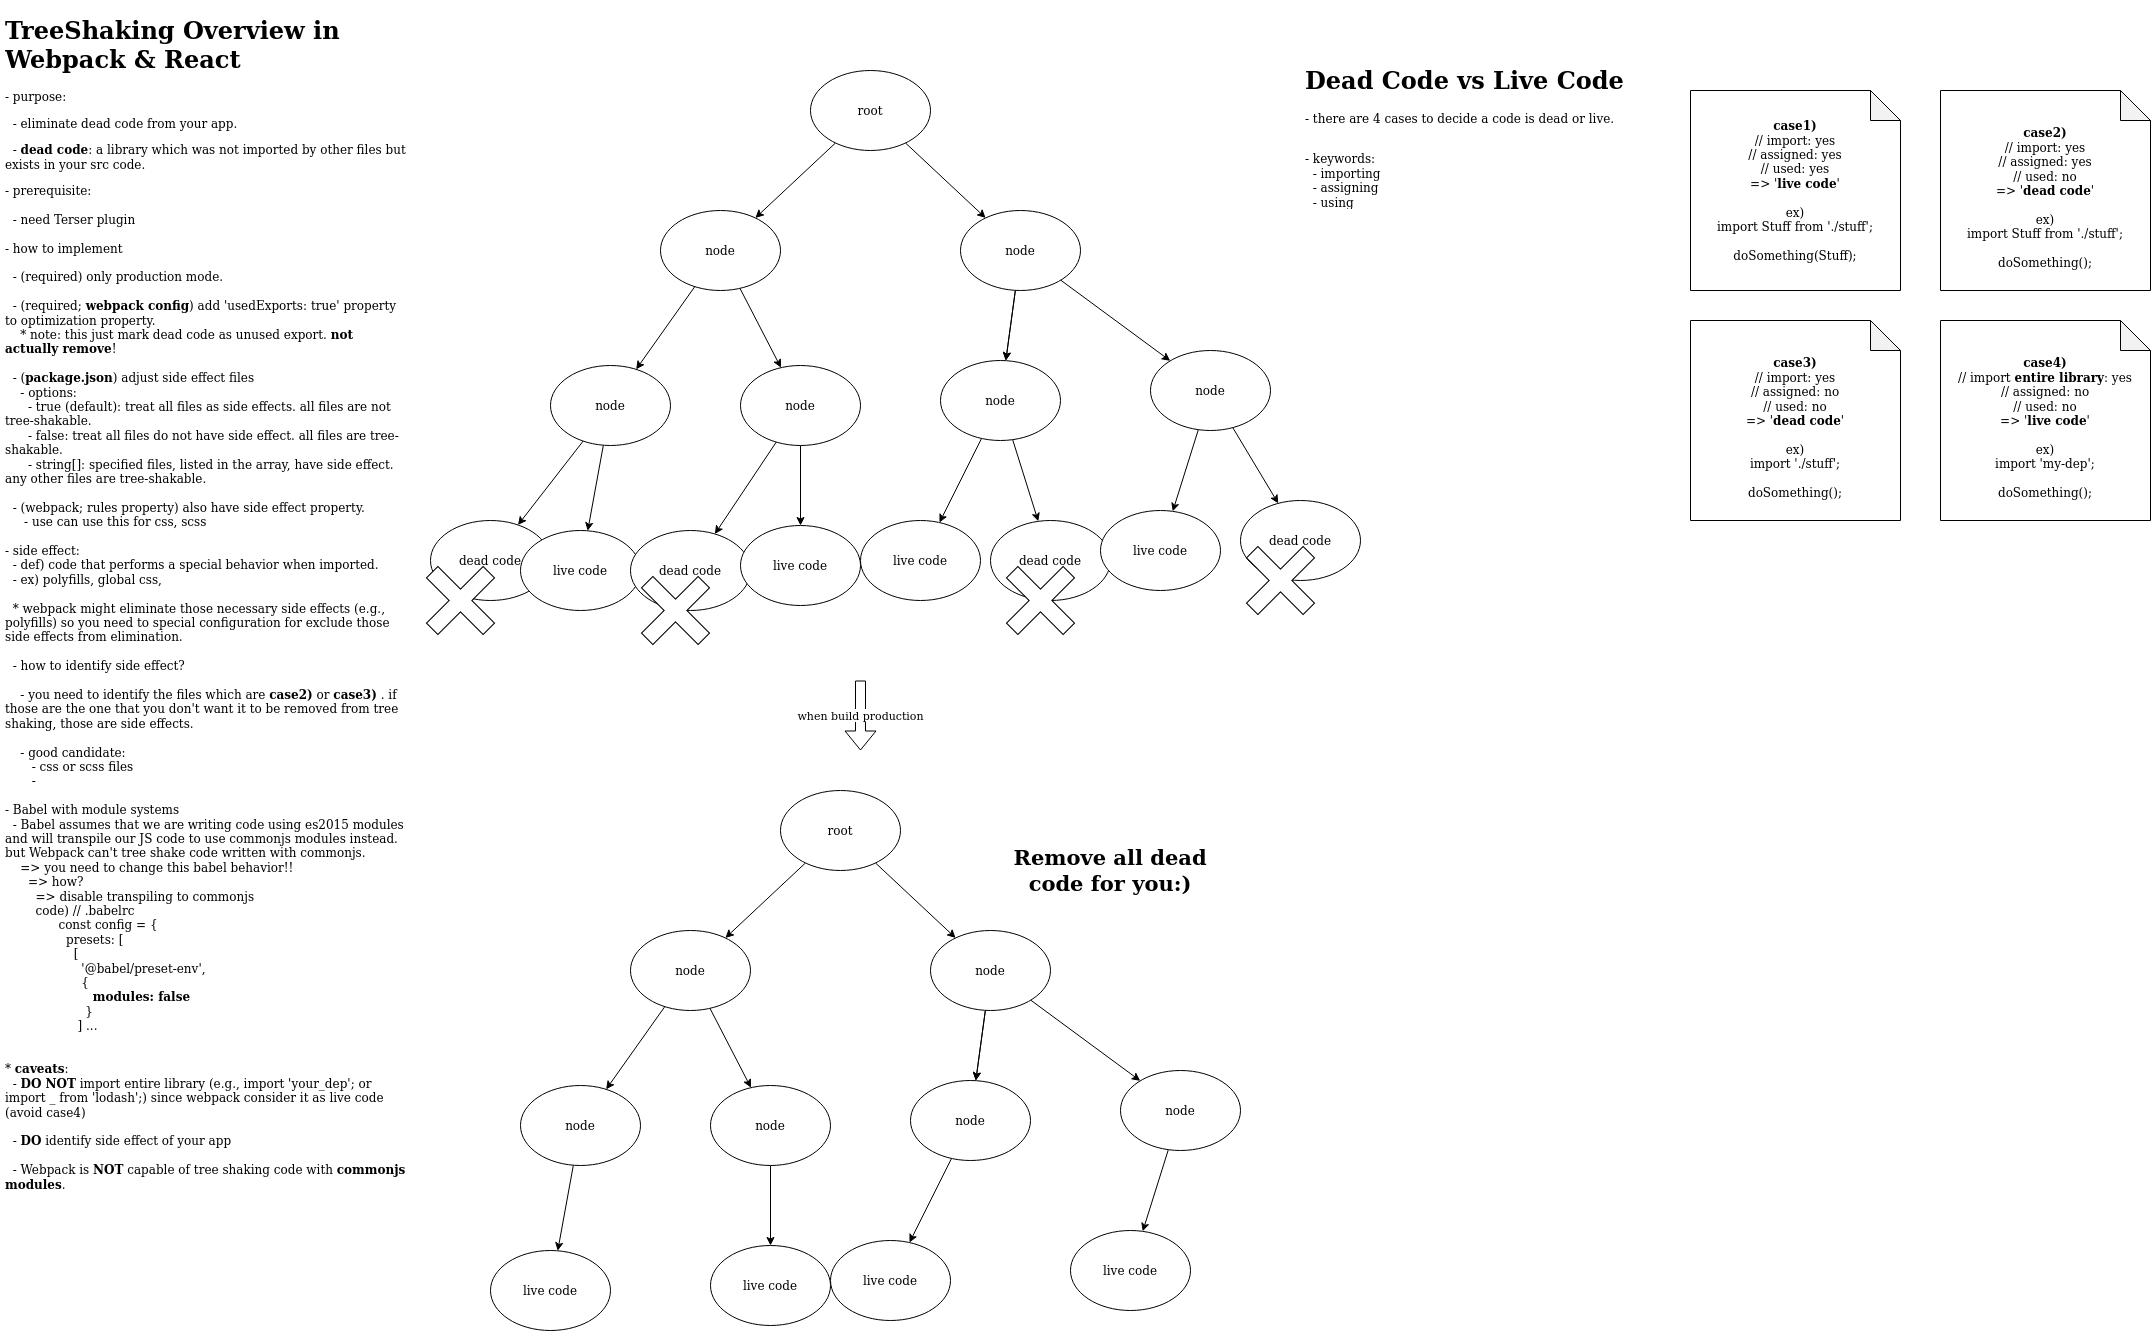 TreeShaking Overview in
Webpack & React
- purpose:
- eliminate dead code from your app.
- dead code: a library which was not imported by other files but
exists in your src code.
- prerequisite:
- need Terser plugin
- how to implement
- (required) only production mode.
- (required; webpack config) add 'usedExports: true' property
to optimization property.
* note: this just mark dead code as unused export. not
actually remove!
- (package.json) adjust side effect files
- options:
- true (default): treat all files as side effects. all files are not
tree-shakable.
- false: treat all files do not have side effect. all files are tree-
shakable.
- string[]: specified files, listed in the array, have side effect.
any other files are tree-shakable.
- (webpack; rules property) also have side effect property.
- use can use this for css, scss
- side effect:
- def) code that performs a special behavior when imported.
- ex) polyfills, global css,
* webpack might eliminate those necessary side effects (e.g.,
polyfills) so you need to special configuration for exclude those
side effects from elimination.
- how to identify side effect?
- you need to identify the files which are case2) or case3) . if
those are the one that you don't want it to be removed from tree
shaking, those are side effects.
- good candidate:
- css or scss files
-
- Babel with module systems
- Babel assumes that we are writing code using es2015 modules
and will transpile our JS code to use commonjs modules instead.
but Webpack can't tree shake code written with commonjs.
=> you need to change this babel behavior!!
=> how?
=> disable transpiling to commonjs
code) // .babelrc
const config = {
presets: [
[
'@babel/preset-env',
{
modules: false
}
] ...
* caveats:
- DO NOT import entire library (e.g., import 'your_dep'; or
import _ from 'lodash';) since webpack consider it as live code
(avoid case4)
- DO identify side effect of your app
- Webpack is NOT capable of tree shaking code with commonjs
modules.
root
node
node
node
node
node
node
dead code
live code
dead code
live code
live code
dead code
live code
dead code
when build production
root
Remove all dead
code for you:)
node
node
node
node
node
node
live code
live code
live code
live code
Dead Code vs Live Code
- there are 4 cases to decide a code is dead or live.
- keywords:
- importing
- assigning
- using
case1)
// import: yes
// assigned: yes
// used: yes
=> 'live code'
ex)
import Stuff from './stuff';
doSomething(Stuff);
case2)
// import: yes
// assigned: yes
// used: no
=> 'dead code'
ex)
import Stuff from './stuff';
doSomething();
case3)
// import: yes
// assigned: no
// used: no
=> 'dead code'
ex)
import './stuff';
doSomething();
case4)
// import entire library: yes
// assigned: no
// used: no
=> 'live code'
ex)
import 'my-dep';
doSomething();